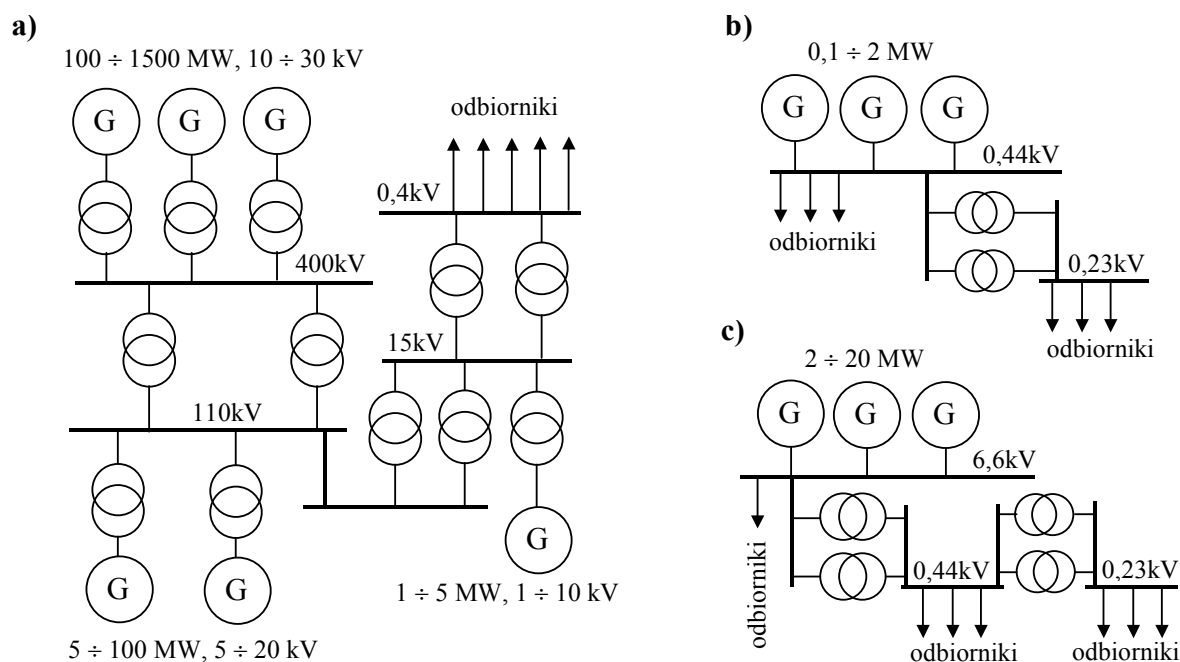 a)
100 ÷ 1500 MW, 10 ÷ 30 kV
G G G
odbiorniki
0,4kV
400kV
15kV
110kV
G G
G
1 ÷ 5 MW, 1 ÷ 10 kV
5 ÷ 100 MW, 5 ÷ 20 kV
b)
0,1 ÷ 2 MW
G G G
0,44kV
odbiorniki
0,23kV
odbiorniki
c)
2 ÷ 20 MW
G G G
6,6kV
odbiorniki
0,44kV
0,23kV
odbiorniki
odbiorniki